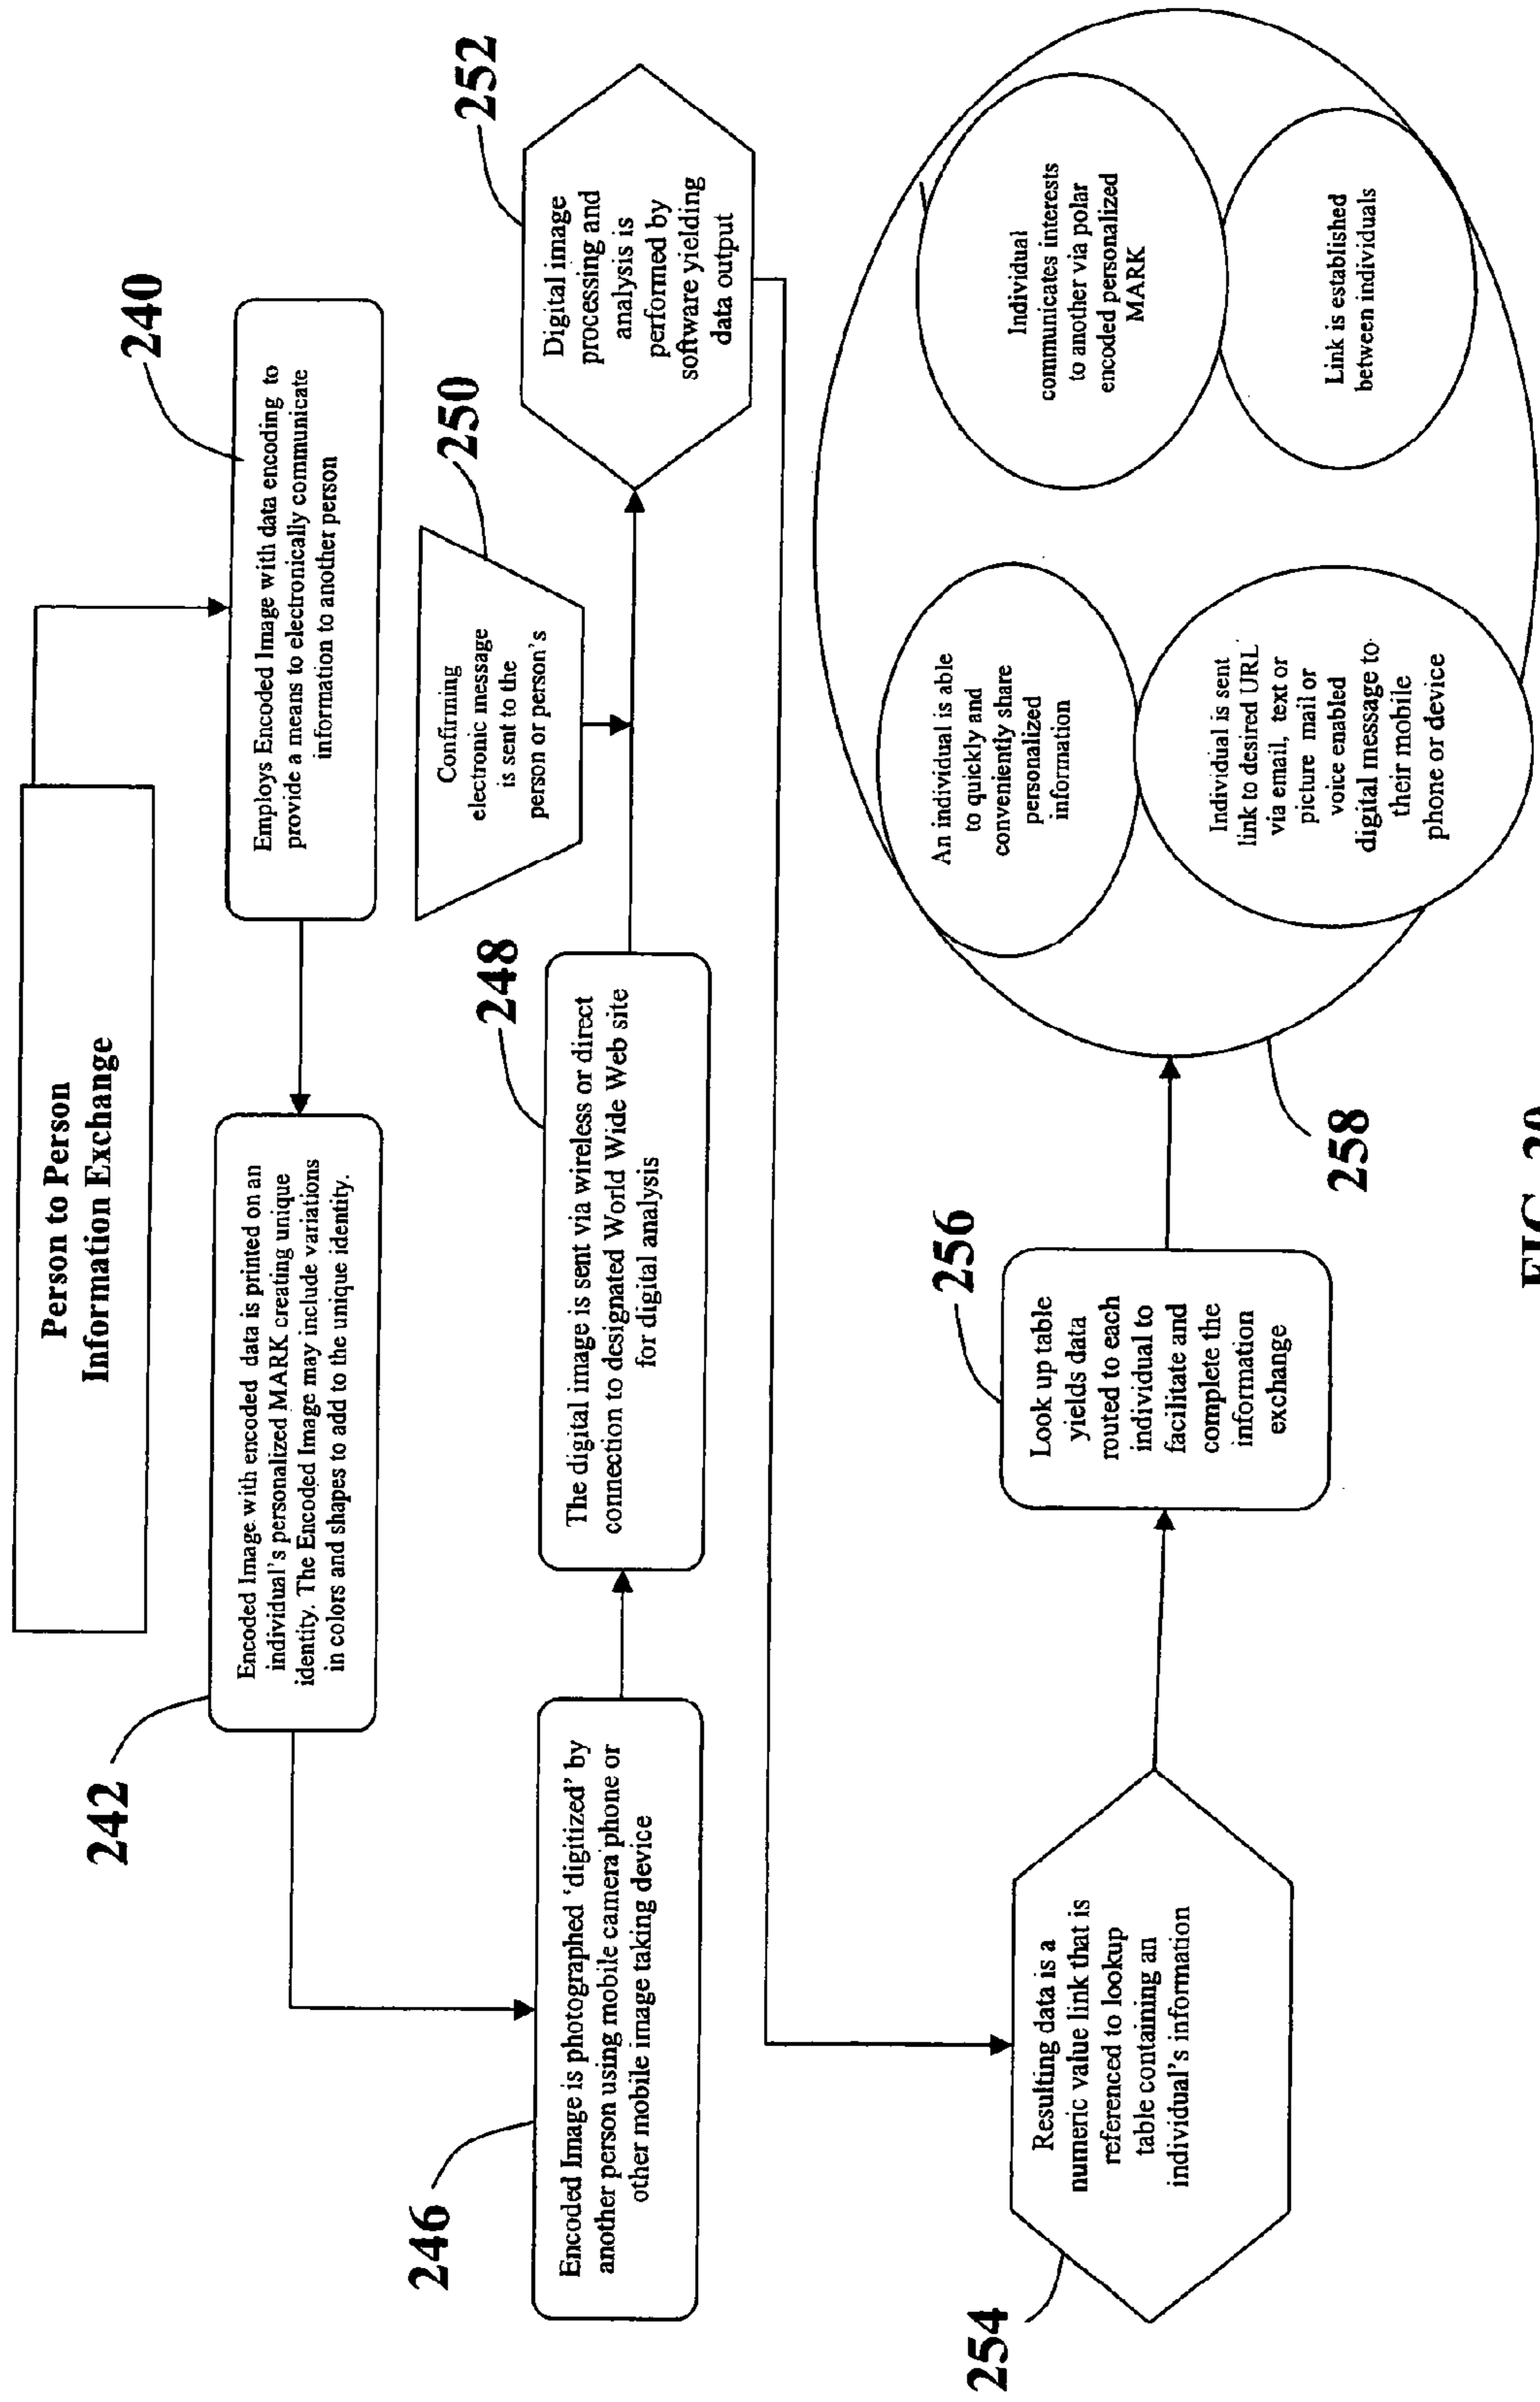 Person to Person
Information Exchange
240
Employs Encoded Image with data encoding to
provide a means to electronically communicate
information to another person
242
Encoded Image with encoded data is printed on an
individual's personalized MARK creating unique
identity. The Encoded Image may include variations
in colors and shapes to add to the unique identity.
246
Encoded Image is photographed 'digitized' by
another person using mobile camera phone or
other mobile image taking device
248
The digital image is sent via wireless or direct
connection to designated World Wide Web site
for digital analysis
250
Confirming
electronic message
is sent to the
person or person's
252
Digital image
processing and
analysis is
performed by
software yielding
data output
254
Resulting data is a
numeric value link that is
referenced to lookup
table containing an
individual's information
256
Look up table
yields data
routed to each
individual to
facilitate and
complete the
information
exchange
258
An individual is able
to quickly and
conveniently share
personalized
information
Individual
communicates interests
to another via polar
encoded personalized
MARK
Individual is sent
link to desired URL
via email, text or
picture mail or
voice enabled
digital message to
their mobile
phone or device
Link is established
between individuals